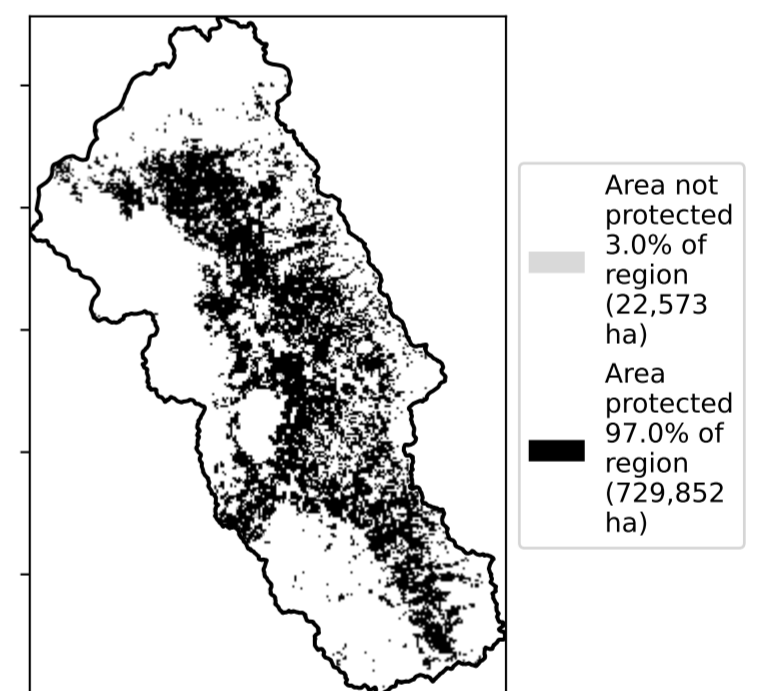 Area not
protected
3.0% of
region
(22,573
ha)
Area
protected
97.0% of
region
(729,852
ha)